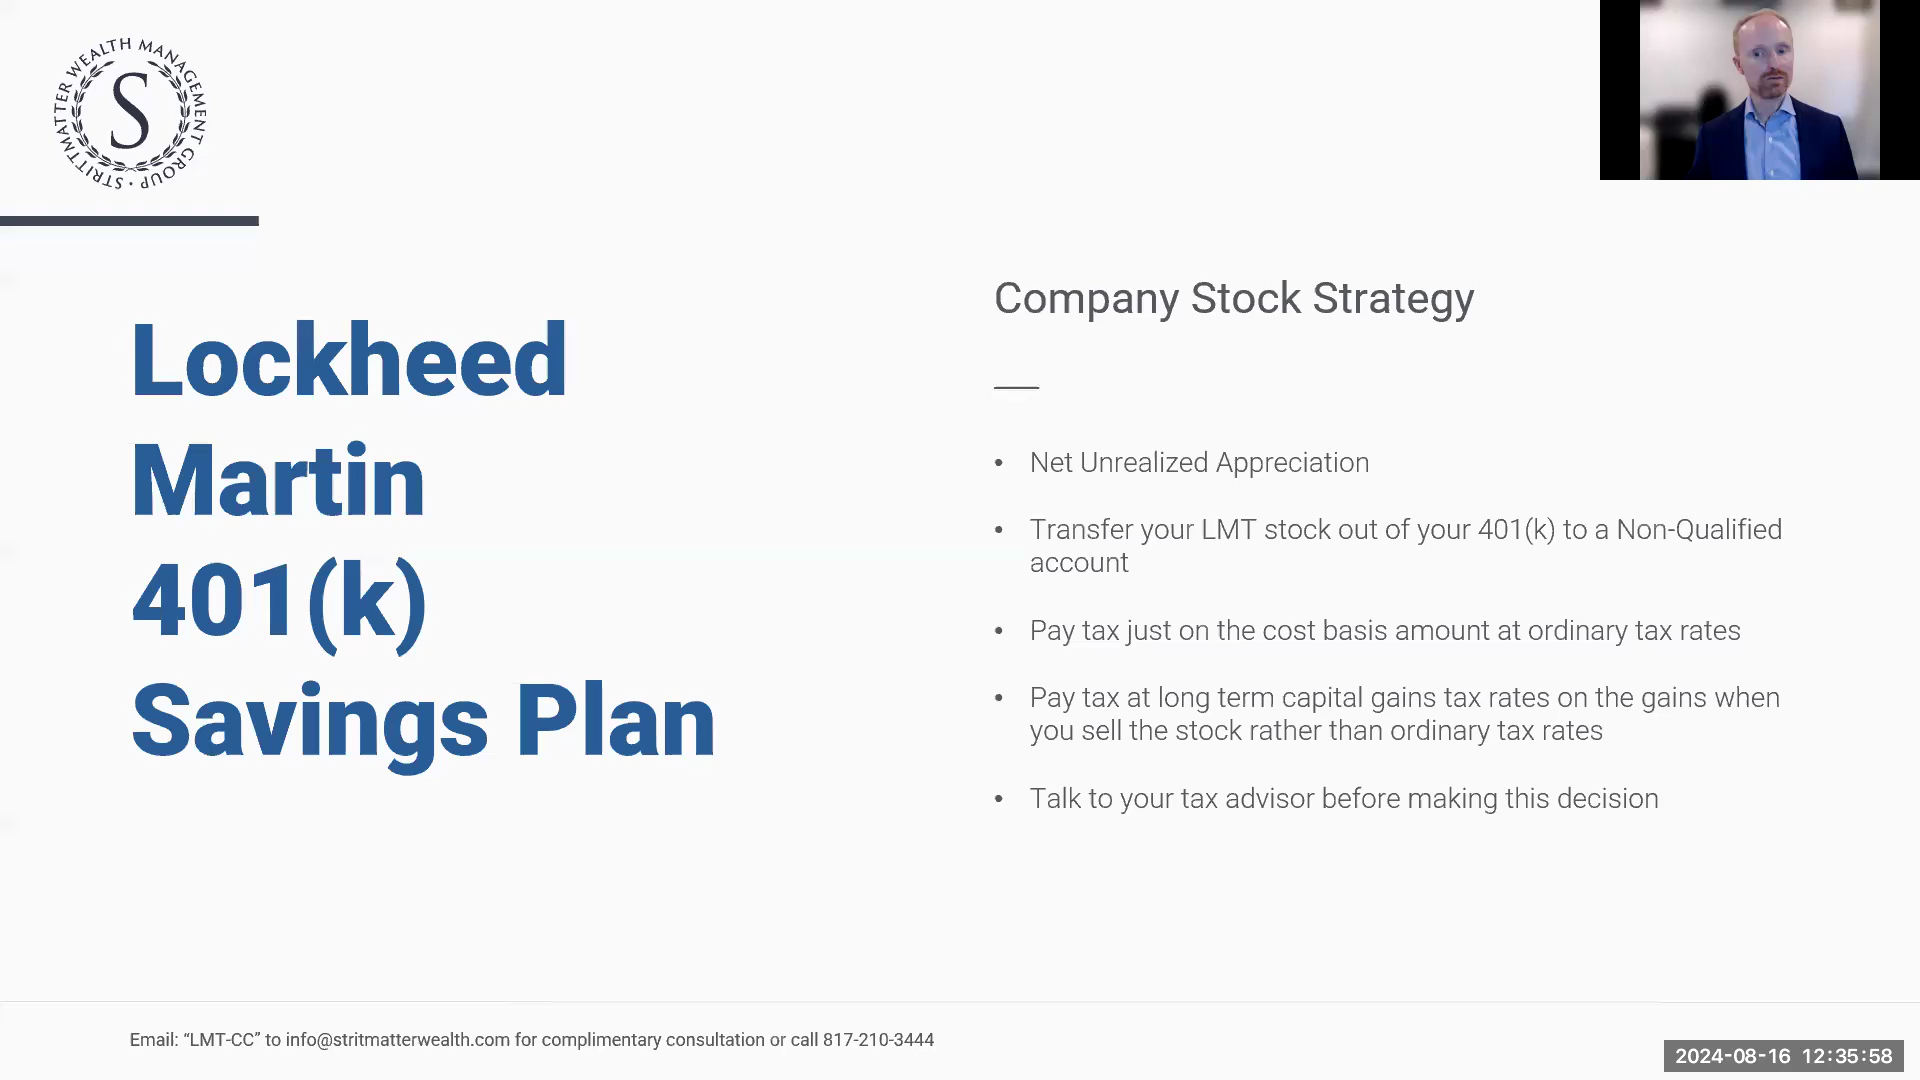 STRITTMATTER WEALTH MANAGEMENT GROUP ·
S
Lockheed
Martin
401(k)
Savings Plan
Company Stock Strategy
• Net Unrealized Appreciation
• Transfer your LMT stock out of your 401(k) to a Non-Qualified
account
• Pay tax just on the cost basis amount at ordinary tax rates
• Pay tax at long term capital gains tax rates on the gains when
you sell the stock rather than ordinary tax rates
• Talk to your tax advisor before making this decision
Email: “LMT-CC” to info@stritmatterwealth.com for complimentary consultation or call 817-210-3444
2024-08-16 12:35:58